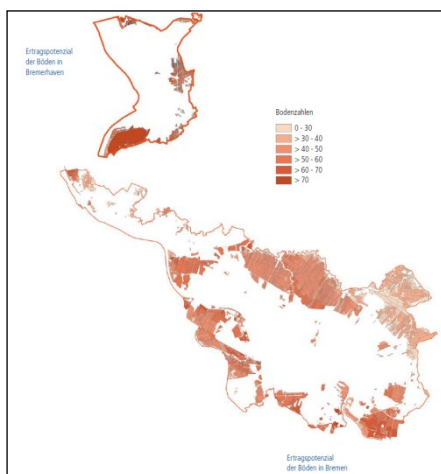 Ertragspotenzial
der Böden in
Bremerhaven
Bodenzahlen
0 - 30
> 30 - 40
> 40 - 50
> 50 - 60
> 60 - 70
> 70
Ertragspotenzial
der Böden in Bremen